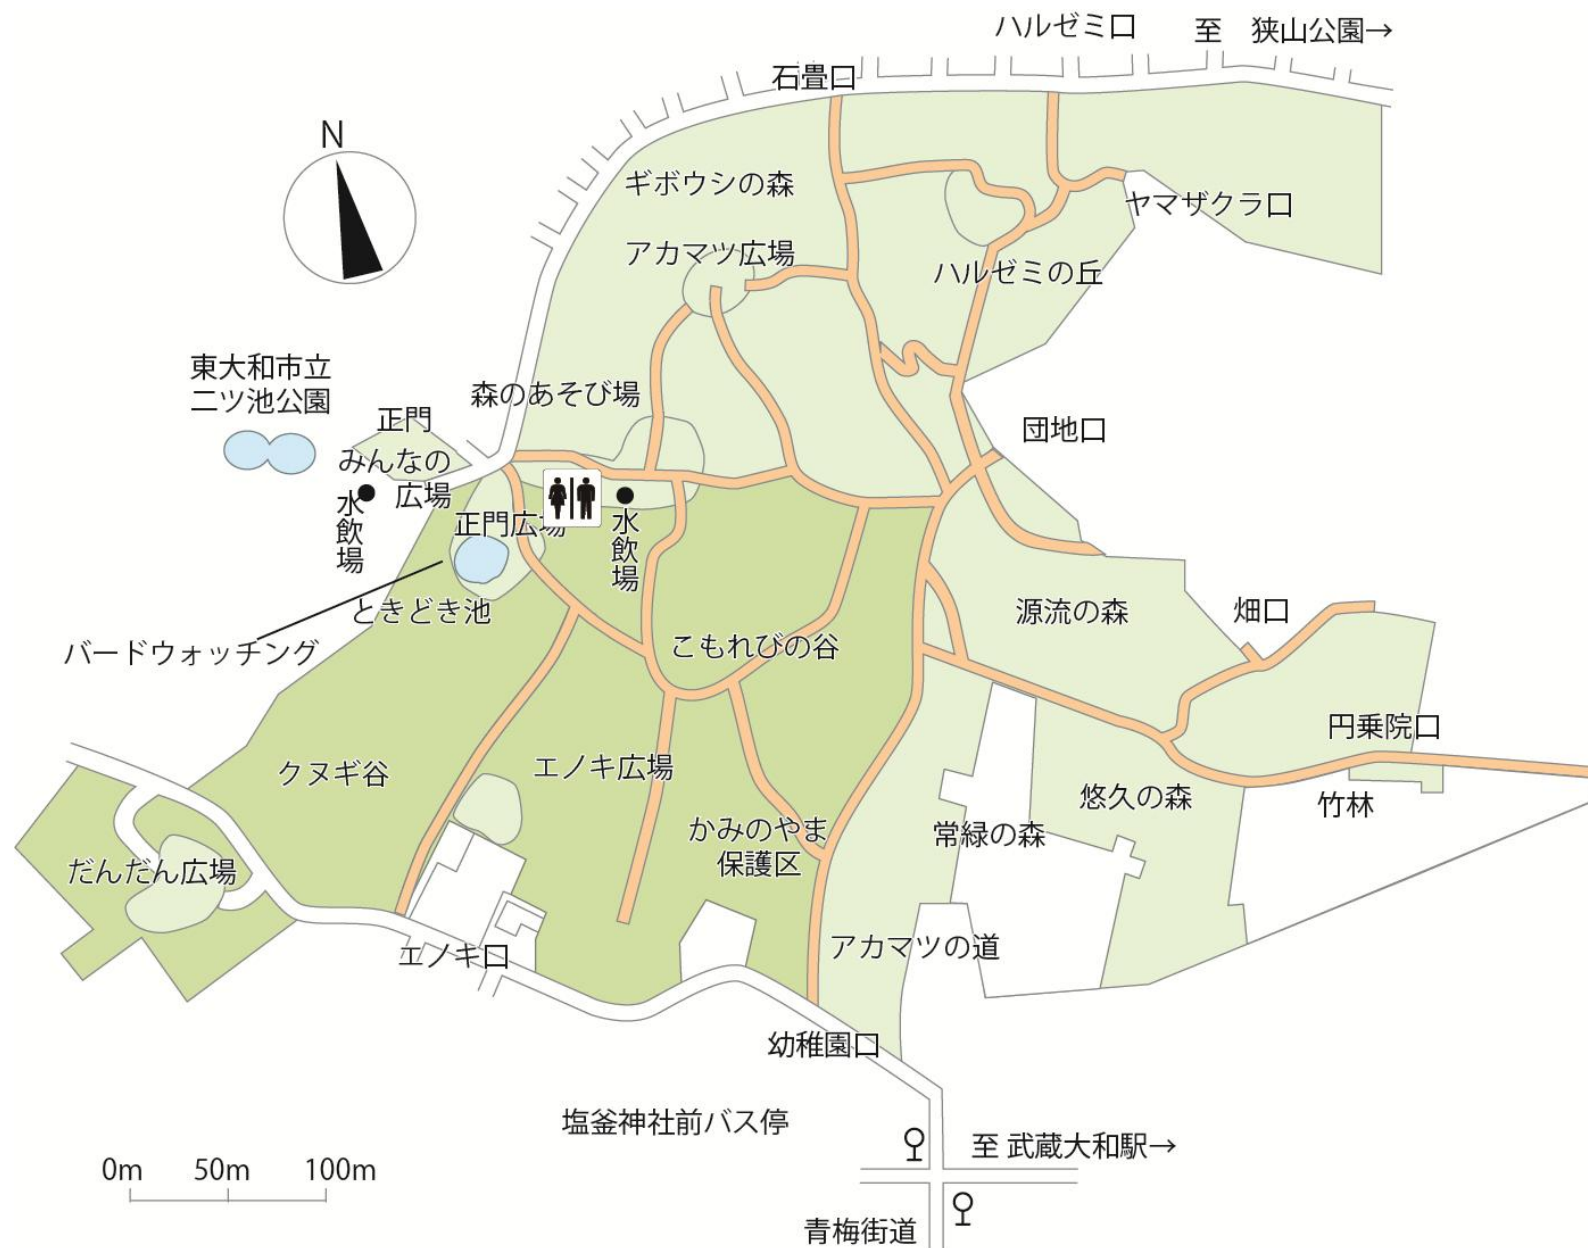 ハルゼミ口
至 狭山公園→
石畳口
N
ギボウシの森
ヤマザクラ口
アカマツ広場
ハルゼミの丘
東大和市立
二ツ池公園
森のあそび場
正門
団地口
みんなの
広場
水飲場
正門広場
水飲場
ときどき池
源流の森
畑口
バードウォッチング
こもれびの谷
円乗院口
クヌギ谷
エノキ広場
悠久の森
竹林
かみのやま
保護区
常緑の森
だんだん広場
アカマツの道
エノキ口
幼稚園口
塩釜神社前バス停
至 武蔵大和駅→
0m 50m 100m
青梅街道